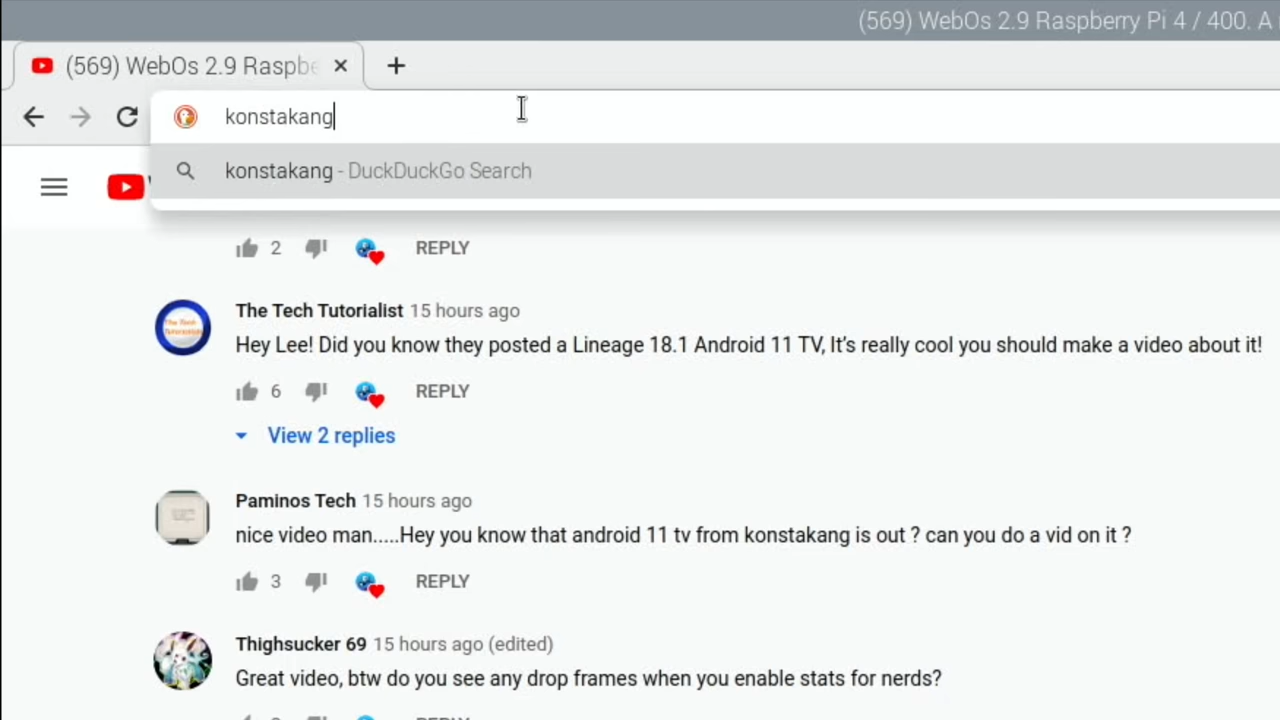 (569) WebOs 2.9 Raspberry Pi 4 / 400. A
(569) WebOs 2.9 Raspbe
konstakang
konstakang - DuckDuckGo Search
2 REPLY
The Tech Tutorialist 15 hours ago
Hey Lee! Did you know they posted a Lineage 18.1 Android 11 TV, It’s really cool you should make a video about it!
6 REPLY
View 2 replies
Paminos Tech 15 hours ago
nice video man.....Hey you know that android 11 tv from konstakang is out ? can you do a vid on it ?
3 REPLY
Thighsucker 69 15 hours ago (edited)
Great video, btw do you see any drop frames when you enable stats for nerds?